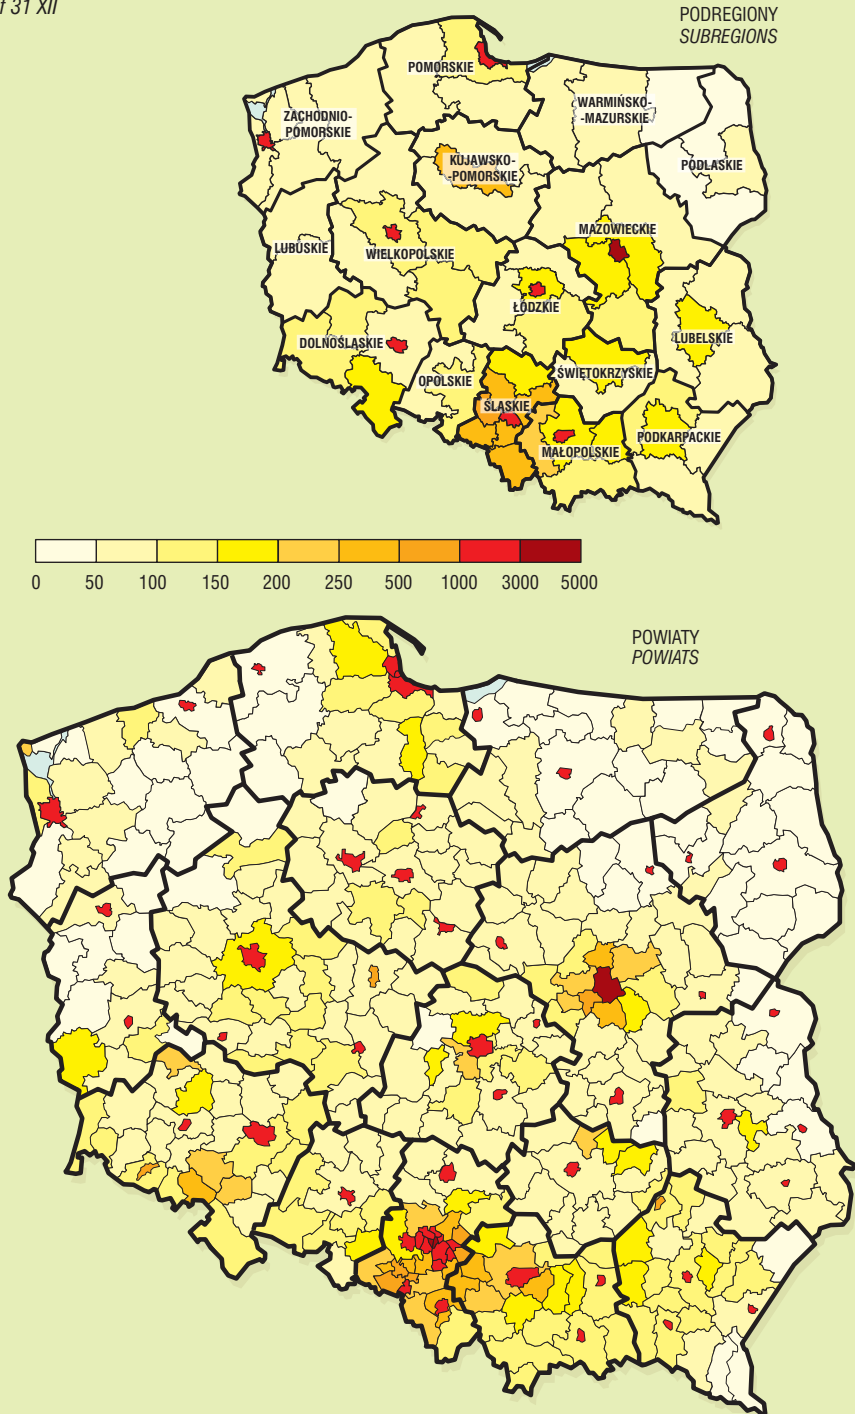 f 31 XII
PODREGIONY
SUBREGIONS
POMORSKIE
ZACHODNIO-
-POMORSKIE
WARMIŃSKO-
-MAZURSKIE
KUJAWSKO-
-POMORSKIE
PODLASKIE
MAZOWIECKIE
LUBUSKIE
WIELKOPOLSKIE
ŁÓDZKIE
DOLNOŚLĄSKIE
LUBELSKIE
OPOLSKIE
ŚWIĘTOKRZYSKIE
ŚLĄSKIE
MAŁOPOLSKIE
PODKARPACKIE
0 50 100 150 200 250 500 1000 3000 5000
POWIATY
POWIATS